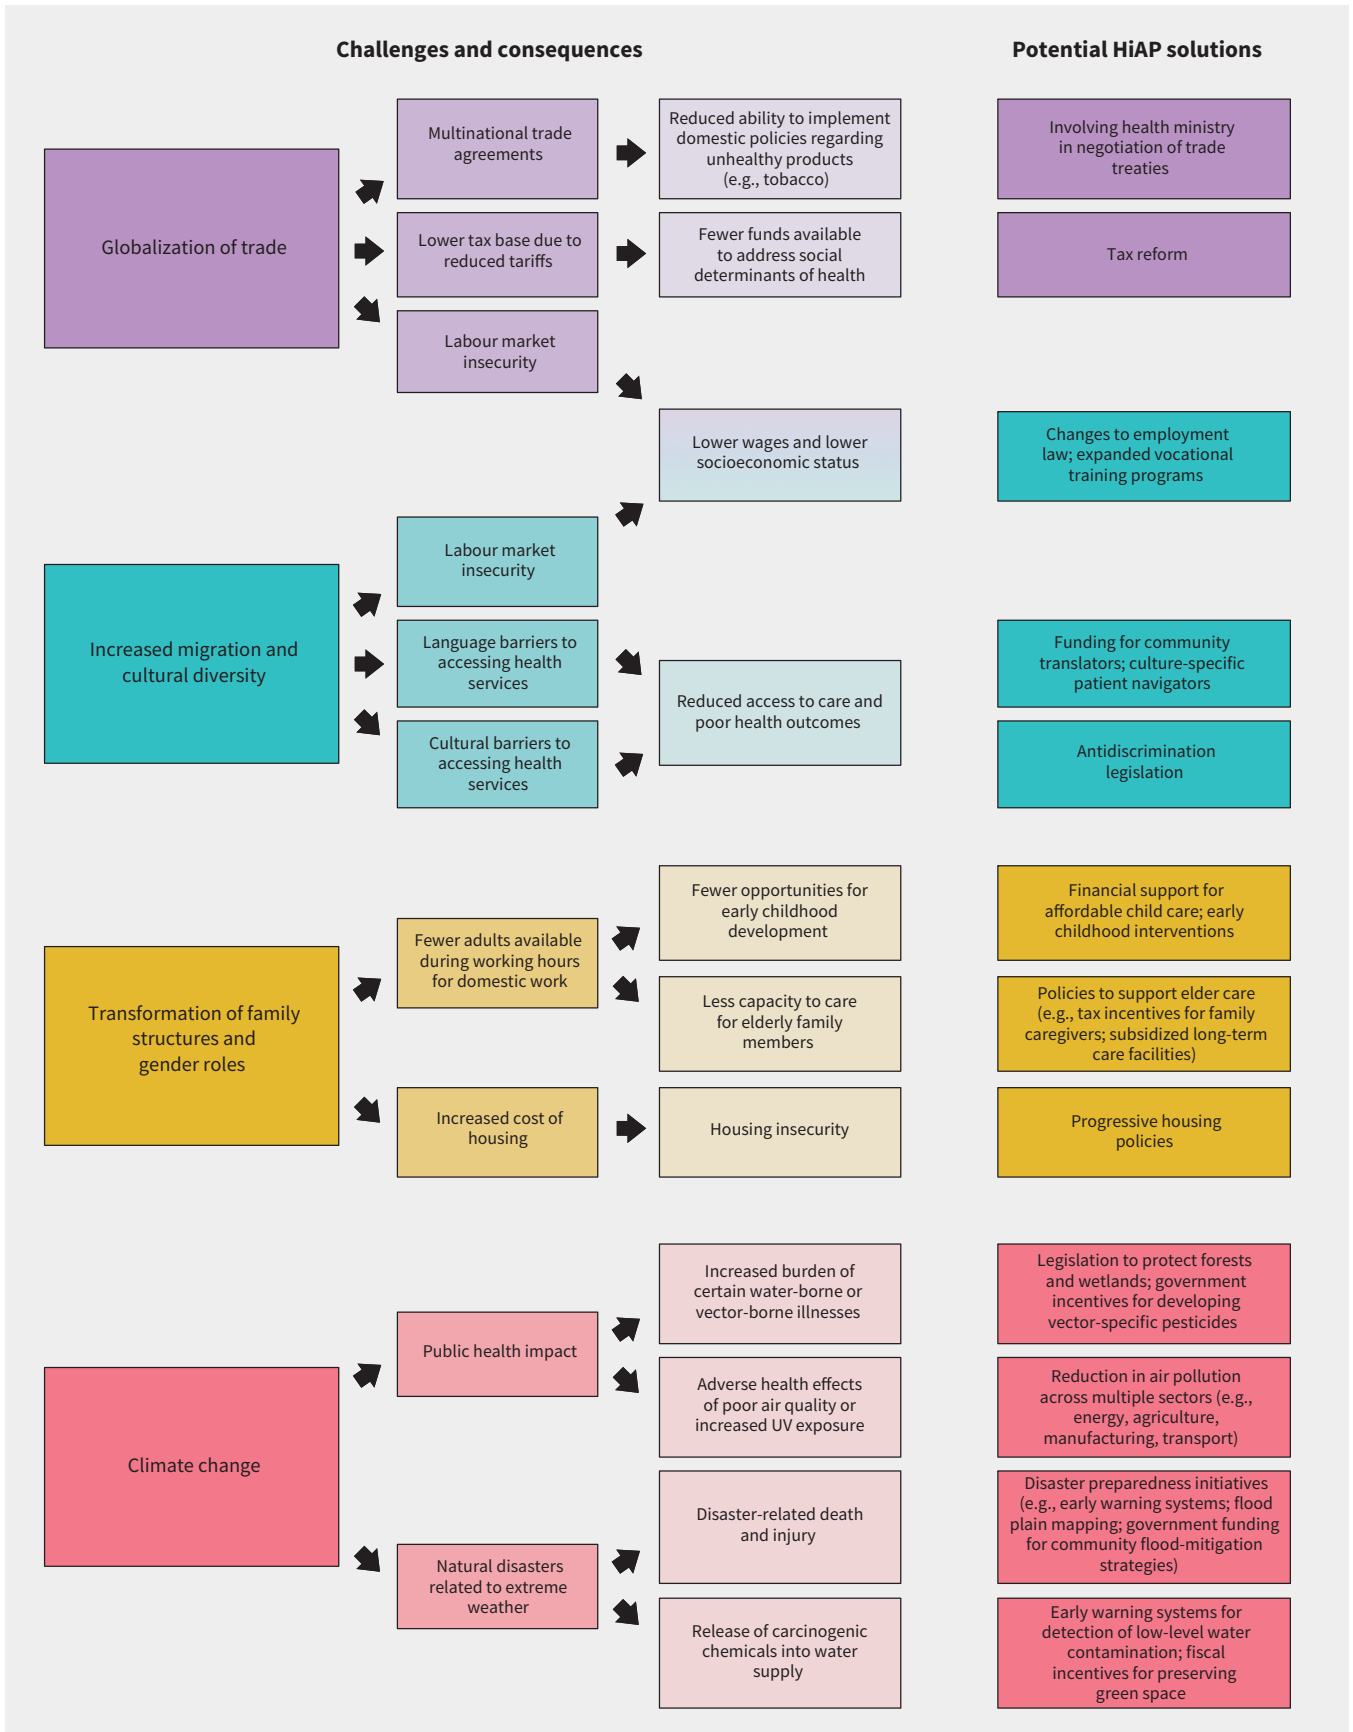 Challenges and consequences
Potential HiAP solutions
Globalization of trade
Multinational trade
agreements
Reduced ability to implement
domestic policies regarding
unhealthy products
(e.g., tobacco)
Involving health ministry
in negotiation of trade
treaties
Lower tax base due to
reduced tariffs
Fewer funds available
to address social
determinants of health
Tax reform
Labour market
insecurity
Lower wages and lower
socioeconomic status
Changes to employment
law; expanded vocational
training programs
Increased migration and
cultural diversity
Labour market
insecurity
Language barriers to
accessing health
services
Cultural barriers to
accessing health
services
Reduced access to care and
poor health outcomes
Funding for community
translators; culture-specific
patient navigators
Antidiscrimination
legislation
Transformation of family
structures and
gender roles
Fewer adults available
during working hours
for domestic work
Fewer opportunities for
early childhood
development
Financial support for
affordable child care; early
childhood interventions
Less capacity to care
for elderly family
members
Policies to support elder care
(e.g., tax incentives for family
caregivers; subsidized long-term
care facilities)
Increased cost of
housing
Housing insecurity
Progressive housing
policies
Climate change
Public health impact
Increased burden of
certain water-borne or
vector-borne illnesses
Legislation to protect forests
and wetlands; government
incentives for developing
vector-specific pesticides
Adverse health effects
of poor air quality or
increased UV exposure
Reduction in air pollution
across multiple sectors (e.g.,
energy, agriculture,
manufacturing, transport)
Natural disasters
related to extreme
weather
Disaster-related death
and injury
Disaster preparedness initiatives
(e.g., early warning systems; flood
plain mapping; government funding
for community flood-mitigation
strategies)
Release of carcinogenic
chemicals into water
supply
Early warning systems for
detection of low-level water
contamination; fiscal
incentives for preserving
green space